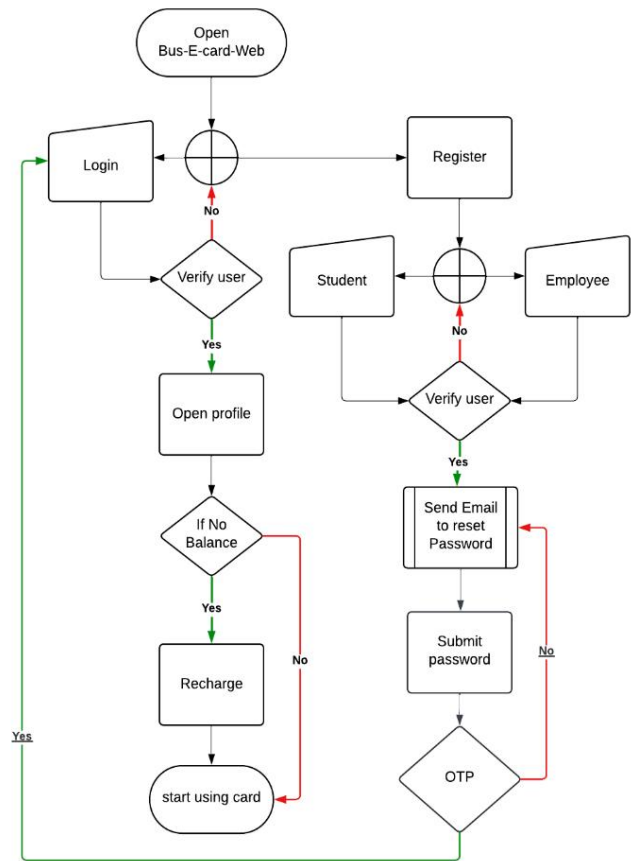 Open
Bus-E-card-Web
Login
Register
No
Verify user
Student
Employee
No
Yes
Verify user
Open profile
Yes
Send Email
to reset
Password
If No
Balance
Yes
No
Submit
password
No
Recharge
Yes
OTP
start using card